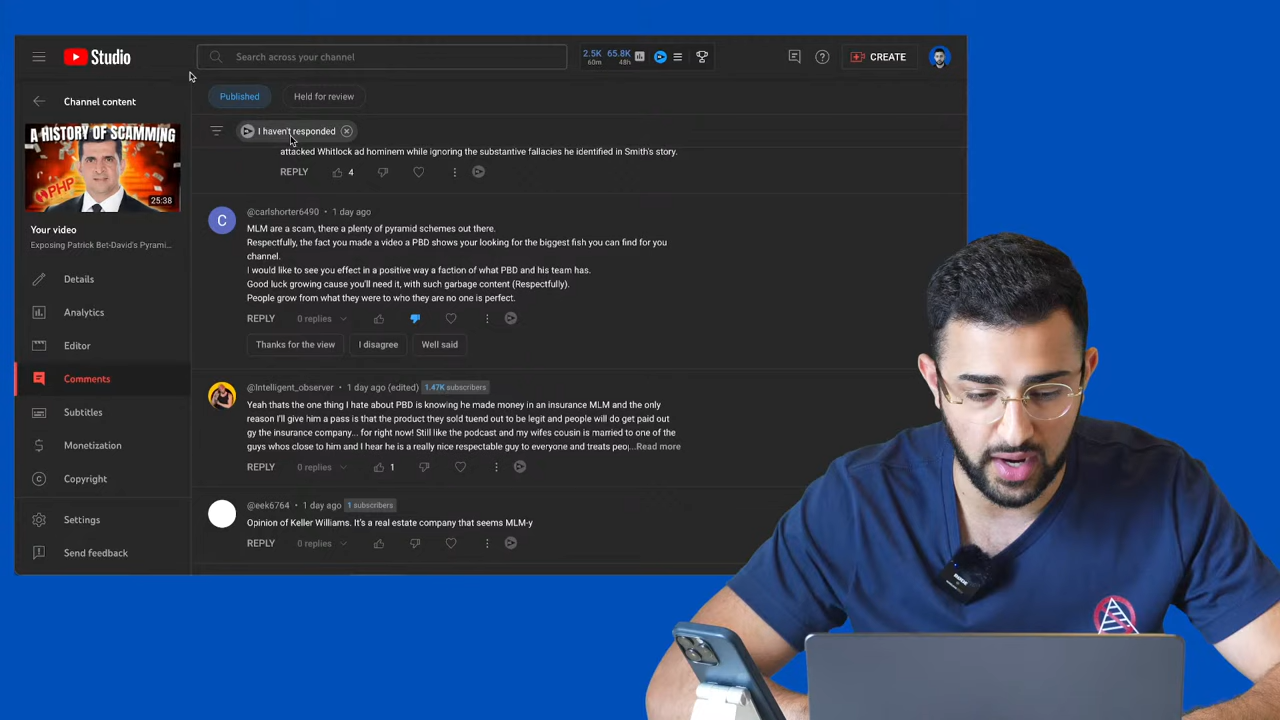 Studio
Search across your channel
2.5K 65.8K
60m 48h
CREATE
Channel content
A HISTORY OF SCAMMING
PHP
25:38
Your video
Exposing Patrick Bet-David's Pyrami...
Details
Analytics
Editor
Comments
Subtitles
Monetization
Copyright
Settings
Send feedback
Published
Held for review
I haven't responded
attacked Whitlock ad hominem while ignoring the substantive fallacies he identified in Smith's story.
REPLY 4
C
@carlshorter6490 • 1 day ago
MLM are a scam, there a plenty of pyramid schemes out there.
Respectfully, the fact you made a video a PBD shows your looking for the biggest fish you can find for you
channel.
I would like to see you effect in a positive way a faction of what PBD and his team has.
Good luck growing cause you'll need it, with such garbage content (Respectfully).
People grow from what they were to who they are no one is perfect.
REPLY 0 replies
Thanks for the view I disagree Well said
@Intelligent_observer • 1 day ago (edited) 1.47K subscribers
Yeah thats the one thing I hate about PBD is knowing he made money in an insurance MLM and the only
reason I'll give him a pass is that the product they sold tuend out to be legit and people will do get paid out
gy the insurance company... for right now! Still like the podcast and my wifes cousin is married to one of the
guys whos close to him and I hear he is a really nice respectable guy to everyone and treats peo...Read more
REPLY 0 replies 1
@eek6764 • 1 day ago 1 subscribers
Opinion of Keller Williams. It's a real estate company that seems MLM-y
REPLY 0 replies